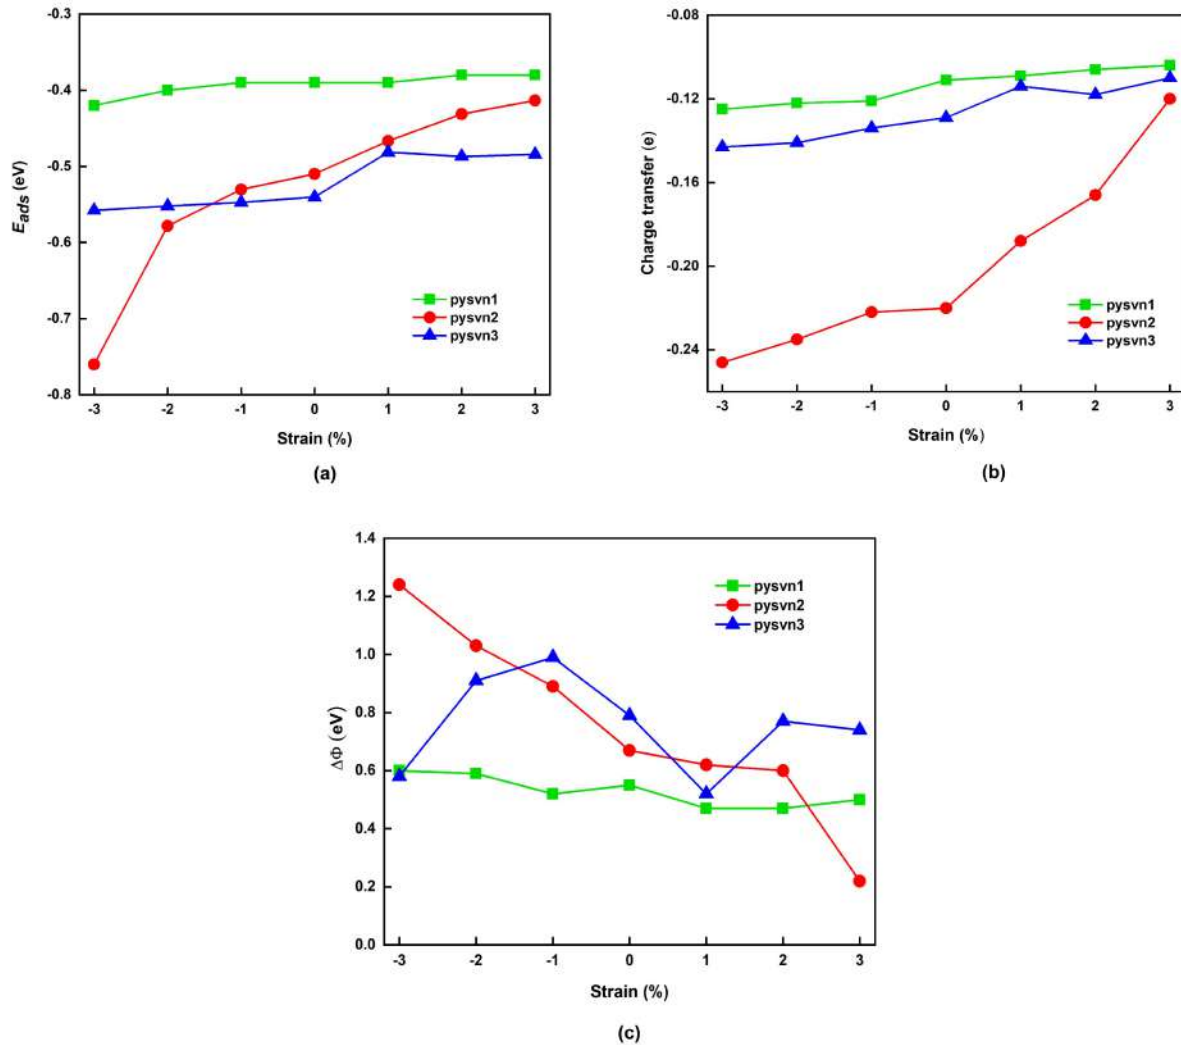 -0.3
-0.4
-0.5
-0.6
-0.7
-0.8
E_ads (eV)
pysvn1
pysvn2
pysvn3
-3 -2 -1 0 1 2 3
Strain (%)
(a)
-0.08
-0.12
-0.16
-0.20
-0.24
Charge transfer (e)
pysvn1
pysvn2
pysvn3
-3 -2 -1 0 1 2 3
Strain (%)
(b)
1.4
1.2
1.0
0.8
0.6
0.4
0.2
0.0
ΔΦ (eV)
pysvn1
pysvn2
pysvn3
-3 -2 -1 0 1 2 3
Strain (%)
(c)